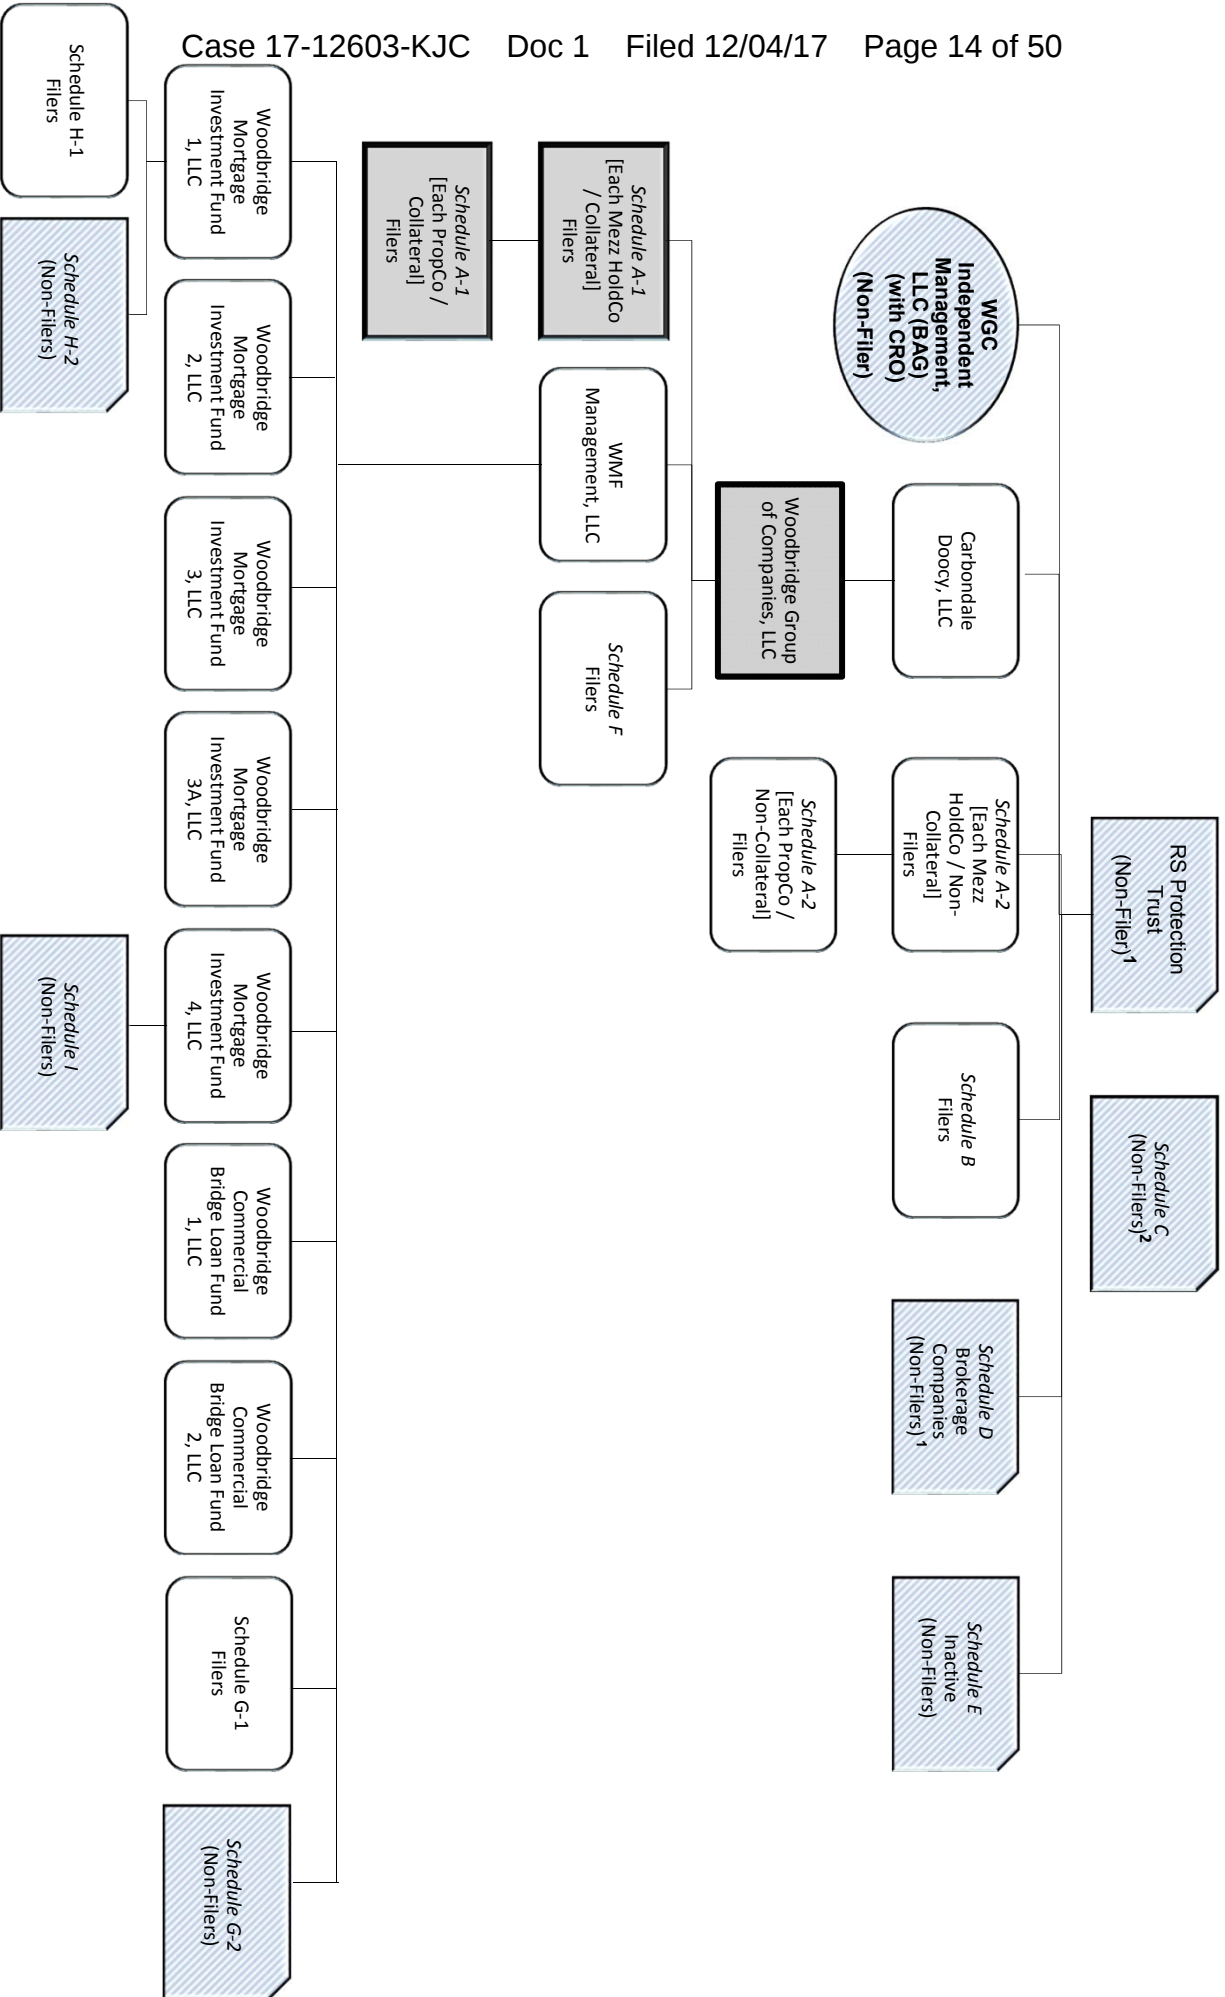 Case 17-12603-KJC Doc 1 Filed 12/04/17 Page 14 of 50
RS Protection
Trust
(Non-Filer)¹
Schedule C
(Non-Filers)²
WGC
Independent
Management,
LLC (BAG)
(with CRO)
(Non-Filer)
Carbondale
Doocy, LLC
Schedule A-2
[Each Mezz
HoldCo / Non-
Collateral]
Filers
Schedule B
Filers
Schedule D
Brokerage
Companies
(Non-Filers) ¹
Schedule E
Inactive
(Non-Filers)
Woodbridge Group
of Companies, LLC
Schedule A-2
[Each PropCo /
Non-Collateral]
Filers
Schedule A-1
[Each Mezz HoldCo
/ Collateral]
Filers
WMF
Management, LLC
Schedule F
Filers
Schedule A-1
[Each PropCo /
Collateral]
Filers
Woodbridge
Mortgage
Investment Fund
1, LLC
Woodbridge
Mortgage
Investment Fund
2, LLC
Woodbridge
Mortgage
Investment Fund
3, LLC
Woodbridge
Mortgage
Investment Fund
3A, LLC
Woodbridge
Mortgage
Investment Fund
4, LLC
Woodbridge
Commercial
Bridge Loan Fund
1, LLC
Woodbridge
Commercial
Bridge Loan Fund
2, LLC
Schedule G-1
Filers
Schedule G-2
(Non-Filers)
Schedule H-1
Filers
Schedule H-2
(Non-Filers)
Schedule I
(Non-Filers)